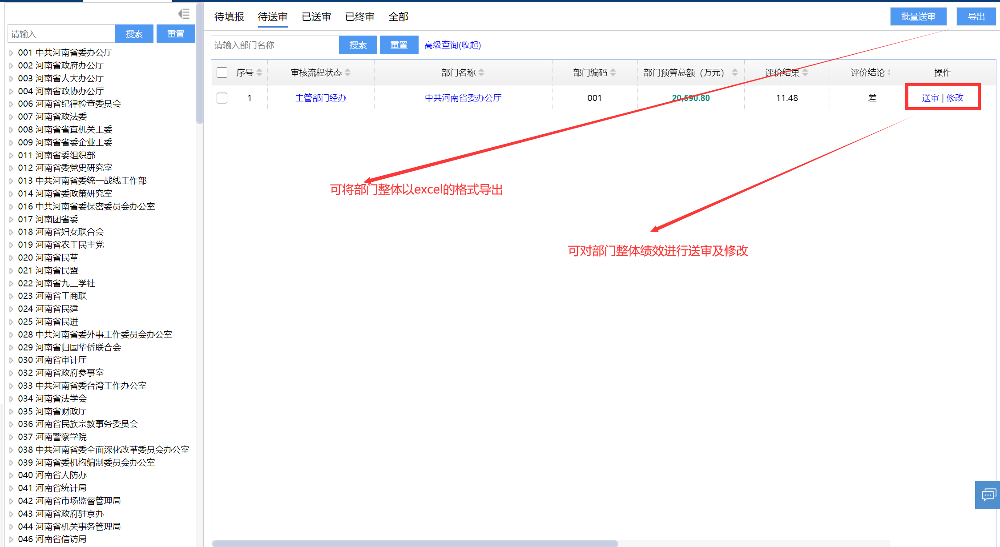 请输入 搜索 重置
001 中共河南省委办公厅
002 河南省政府办公厅
003 河南省人大办公厅
004 河南省政协办公厅
006 河南省纪律检查委员会
007 河南省政法委
008 河南省省直机关工委
009 河南省省委企业工委
011 河南省委组织部
012 河南省委党史研究室
013 中共河南省委统一战线工作部
014 河南省委政策研究室
016 中共河南省委保密委员会办公室
017 河南团省委
018 河南省妇女联合会
019 河南省农工民主党
020 河南省民革
021 河南省民盟
022 河南省九三学社
023 河南省工商联
024 河南省民建
025 河南省民进
028 中共河南省委外事工作委员会办公室
029 河南省归国华侨联合会
030 河南省审计厅
032 河南省政府参事室
033 中共河南省委台湾工作办公室
034 河南省法学会
035 河南省财政厅
036 河南省民族宗教事务委员会
037 河南警察学院
038 中共河南省委全面深化改革委员会办公室
039 河南省委机构编制委员会办公室
040 河南省人防办
041 河南省统计局
042 河南省市场监督管理局
043 河南省政府驻京办
044 河南省机关事务管理局
046 河南省信访局
待填报 待送审 已送审 已终审 全部 批量送审 导出
请输入部门名称 搜索 重置 高级查询(收起)
序号 审核流程状态 部门名称 部门编码 部门预算总额（万元） 评价结果 评价结论 操作
1 主管部门经办 中共河南省委办公厅 001 20,590.80 11.48 差 送审 | 修改
可将部门整体以excel的格式导出
可对部门整体绩效进行送审及修改